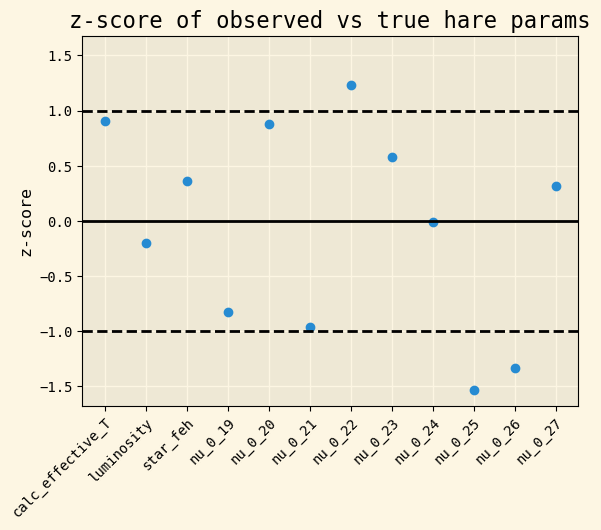 z-score of observed vs true hare params
1.5
1.0
0.5
0.0
−0.5
−1.0
−1.5
z-score
calc_effective_T
luminosity
star_feh
nu_0_19
nu_0_20
nu_0_21
nu_0_22
nu_0_23
nu_0_24
nu_0_25
nu_0_26
nu_0_27